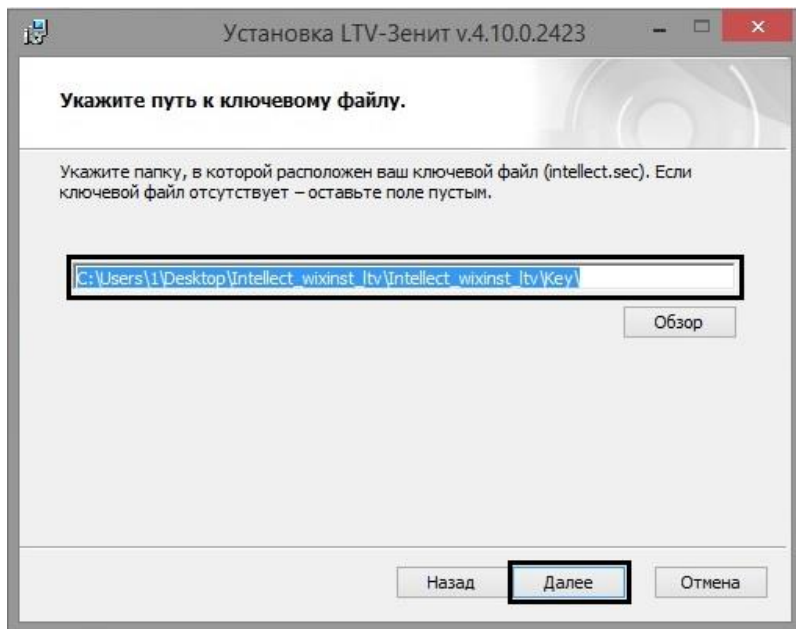 Установка LTV-Зенит v.4.10.0.2423
Укажите путь к ключевому файлу.
Укажите папку, в которой расположен ваш ключевой файл (intellect.sec). Если
ключевой файл отсутствует – оставьте поле пустым.
C:\Users\1\Desktop\Intellect_wixinst_ltv\Intellect_wixinst_ltv\Key\
Обзор
Назад Далее Отмена